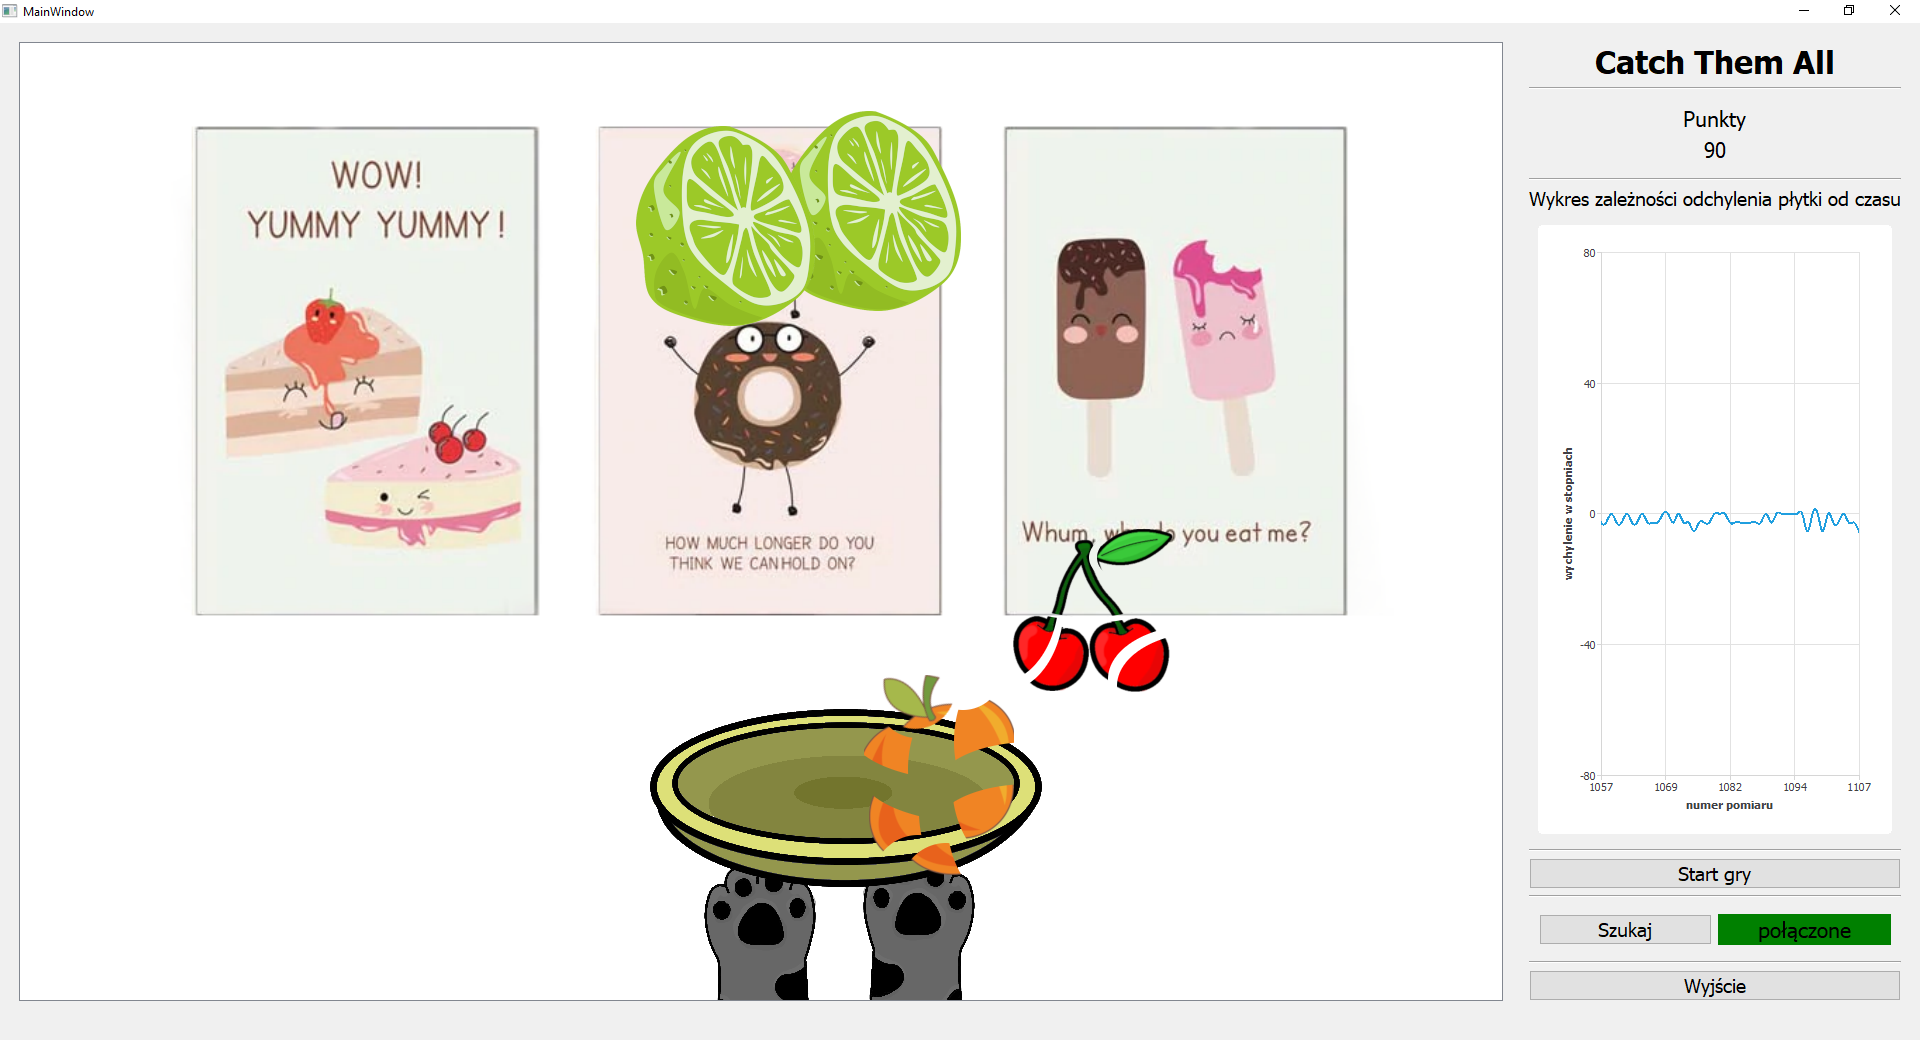 MainWindow
WOW!
YUMMY YUMMY!
HOW MUCH LONGER DO YOU
THINK WE CAN HOLD ON?
Whum, do you eat me?
Catch Them All
Punkty
90
Wykres zależności odchylenia płytki od czasu
80
40
0
-40
-80
wychylenie w stopniach
1057 1069 1082 1094 1107
numer pomiaru
Start gry
Szukaj połączone
Wyjście